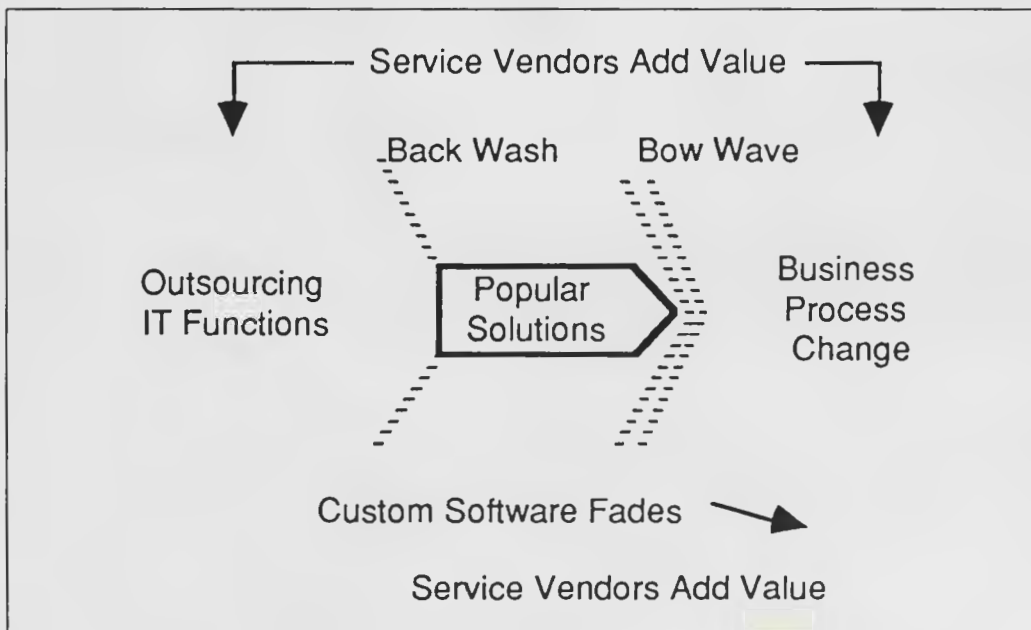 Service Vendors Add Value
Back Wash
Bow Wave
Outsourcing
IT Functions
Popular
Solutions
Business
Process
Change
Custom Software Fades
Service Vendors Add Value